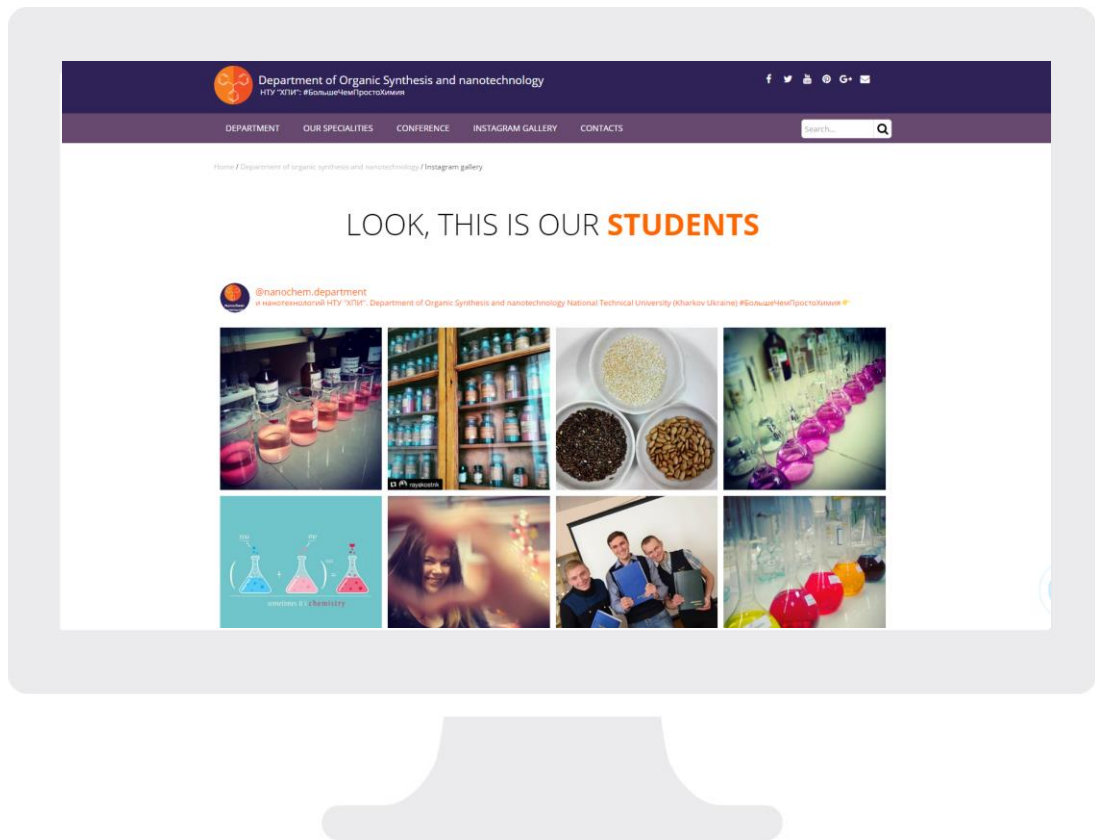 Department of Organic Synthesis and nanotechnology
НТУ "ХПИ": #БольшеЧемПростоХимия
DEPARTMENT OUR SPECIALITIES CONFERENCE INSTAGRAM GALLERY CONTACTS
Search...
Home / Department of organic synthesis and nanotechnology / Instagram gallery
LOOK, THIS IS OUR STUDENTS
@nanochem.department
и нанотехнологий НТУ "ХПИ". Department of Organic Synthesis and nanotechnology National Technical University (Kharkov Ukraine) #БольшеЧемПростоХимия
rayakostnk
sometimes it's chemistry